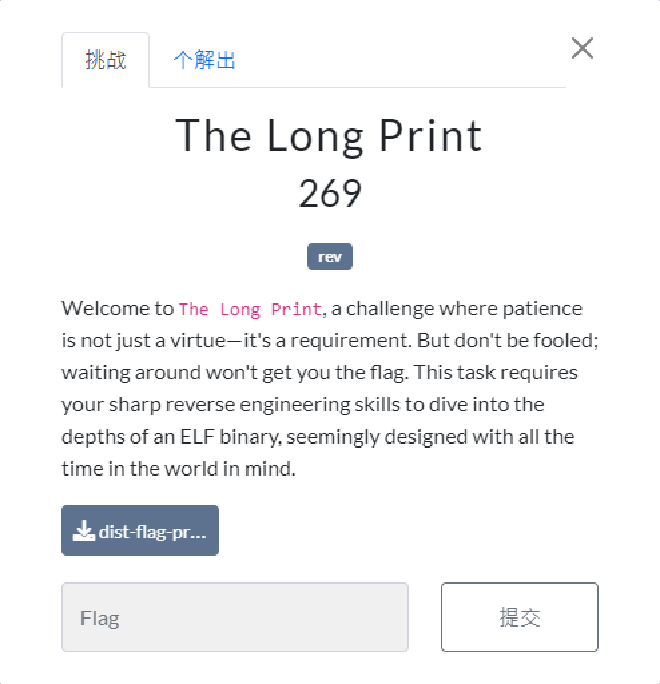 挑战 个解出
The Long Print
269
rev
Welcome to The Long Print, a challenge where patience
is not just a virtue—it's a requirement. But don't be fooled;
waiting around won't get you the flag. This task requires
your sharp reverse engineering skills to dive into the
depths of an ELF binary, seemingly designed with all the
time in the world in mind.
dist-flag-pr...
Flag 提交